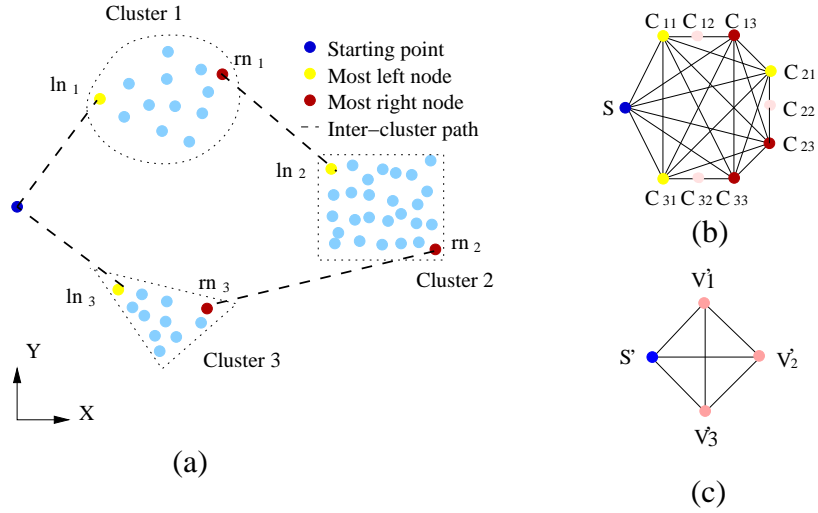 Cluster 1
ln 1
rn 1
Starting point
Most left node
Most right node
Inter−cluster path
ln 2
rn 2
Cluster 2
ln 3
rn 3
Cluster 3
Y
X
(a)
C 11
C 12
C 13
S
C 21
C 22
C 23
C 31
C 32
C 33
(b)
V'1
S'
V'2
V'3
(c)